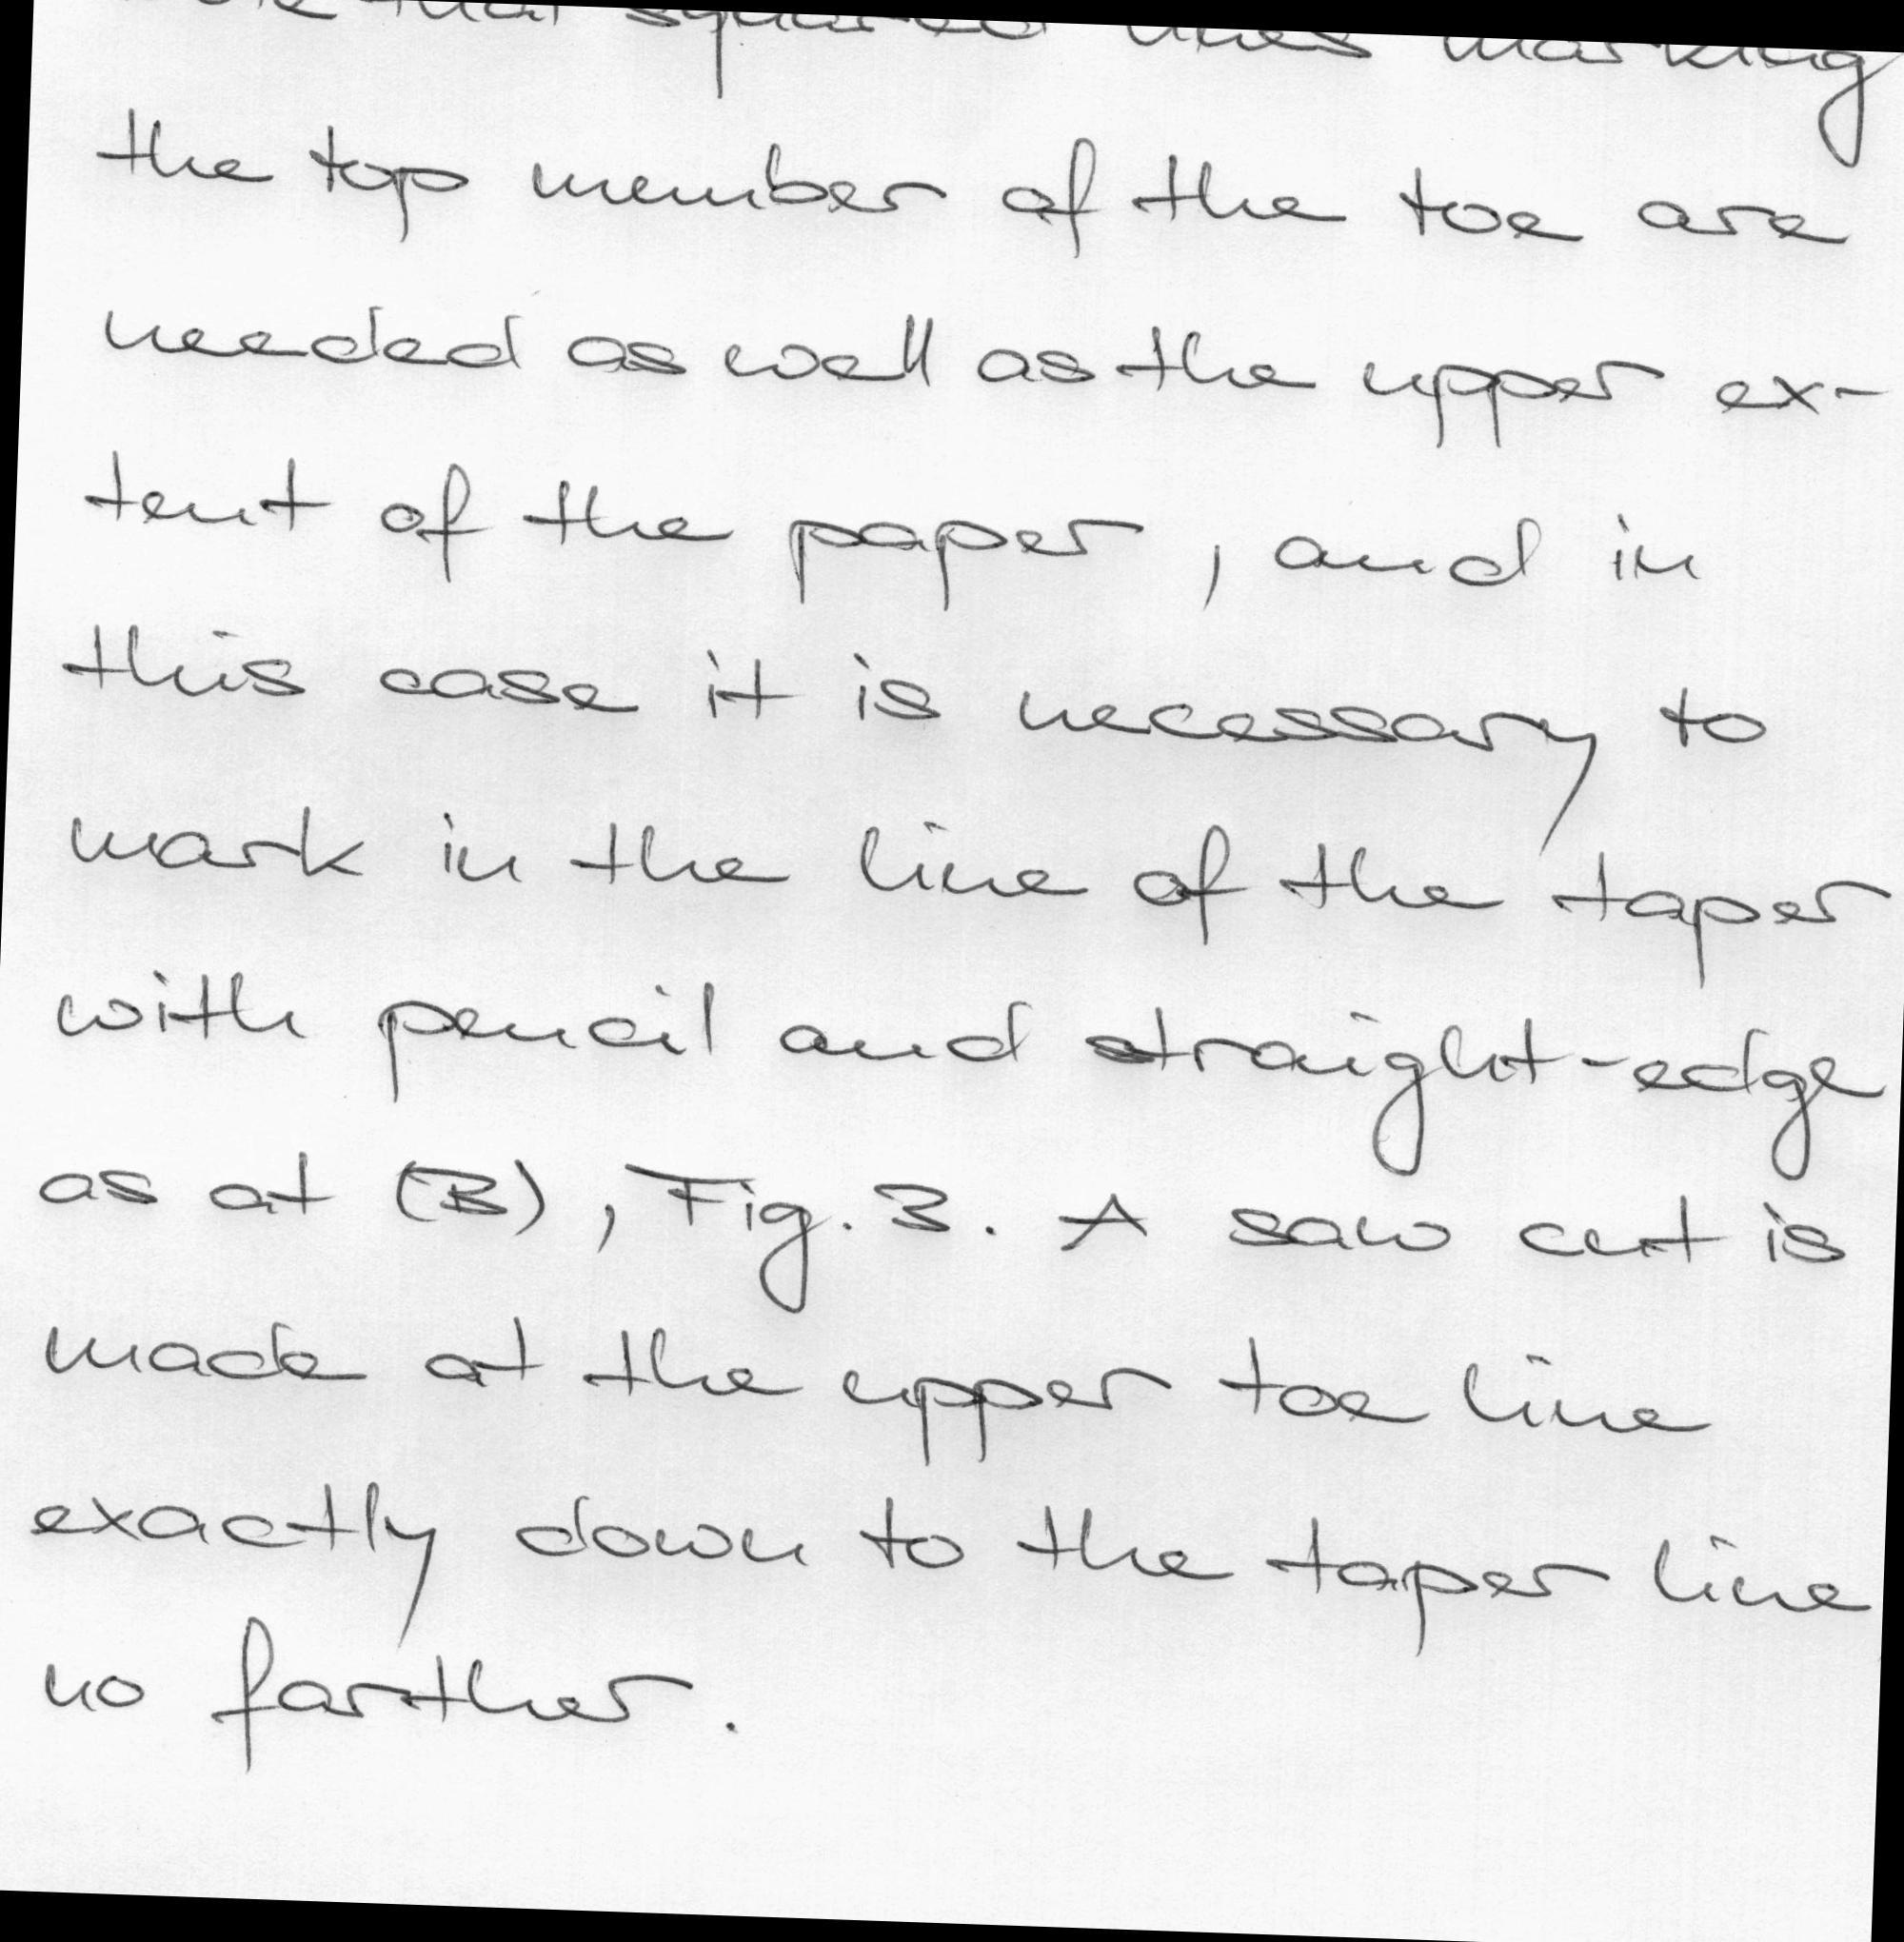 that squared lines marking
the top member of the toe are
needed as well as the upper ex-
tent of the paper, and in
this case it is necessary to
mark in the line of the taper
with pencil and straight-edge
as at (B), Fig. 3. A saw cut is
made at the upper toe line
exactly down to the taper line
no farther.